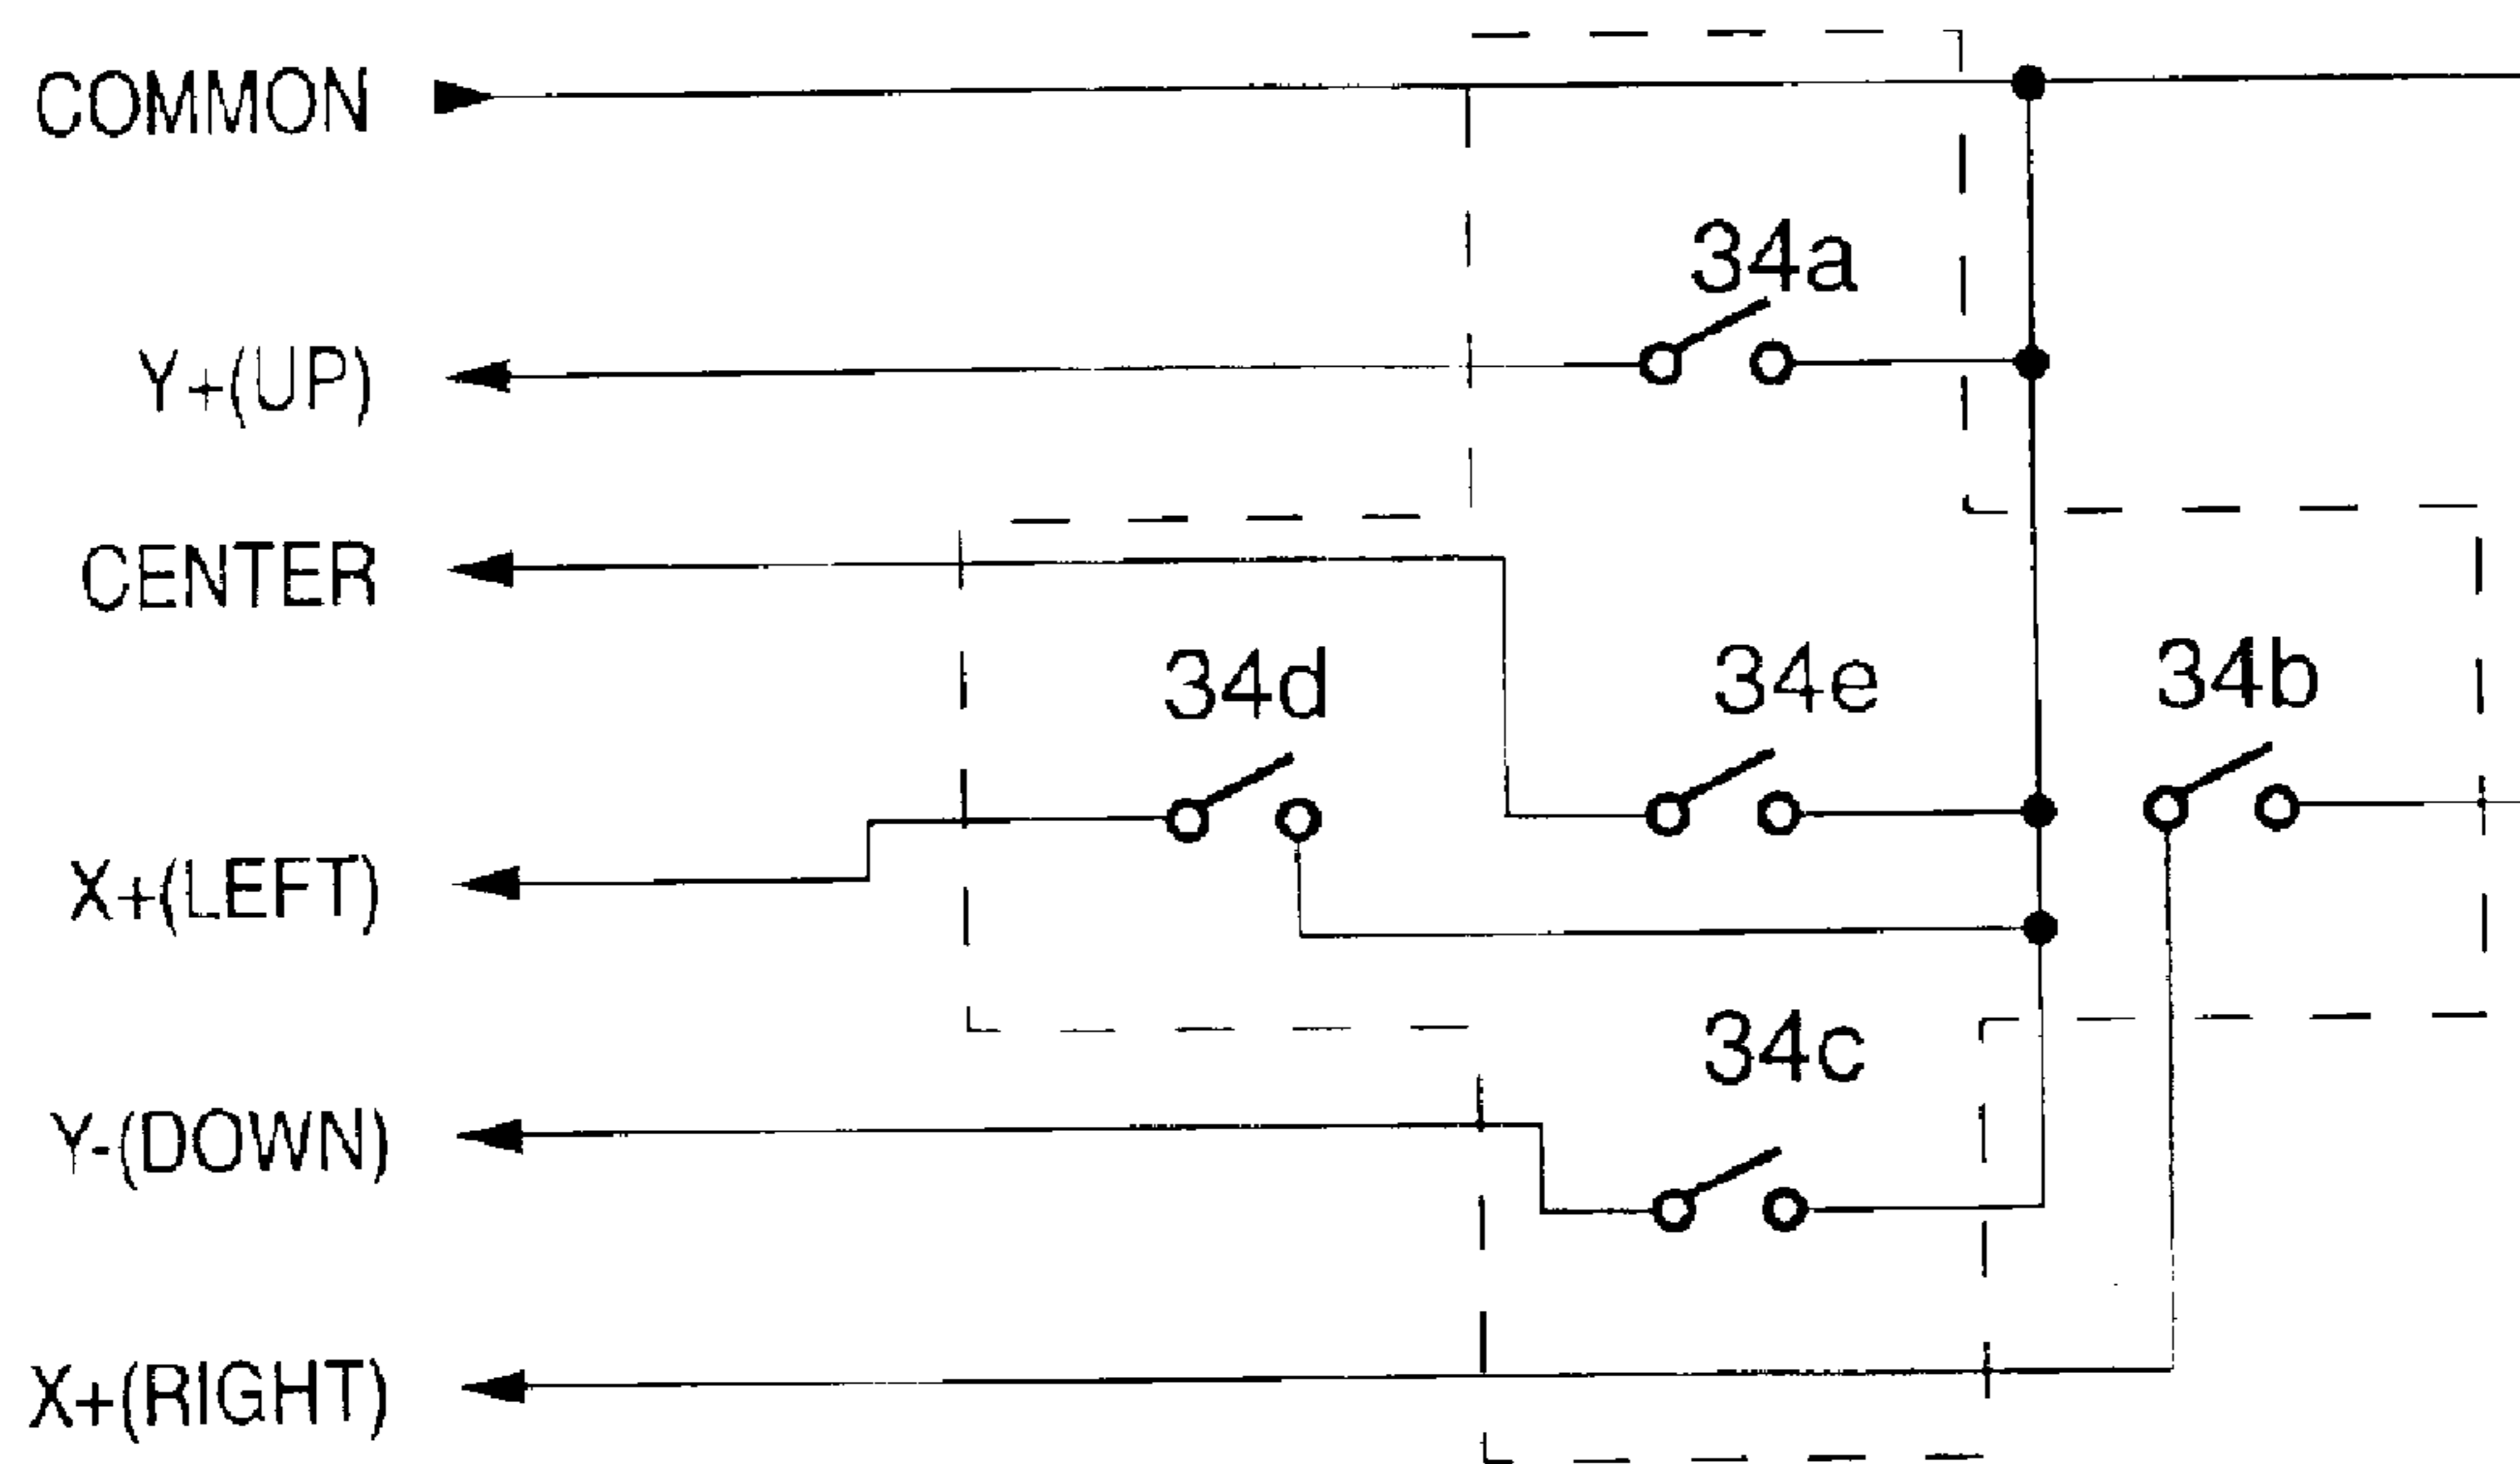 COMMON
34a
Y+(UP)
CENTER
34d
34e
34b
X+(LEFT)
34c
Y-(DOWN)
X+(RIGHT)